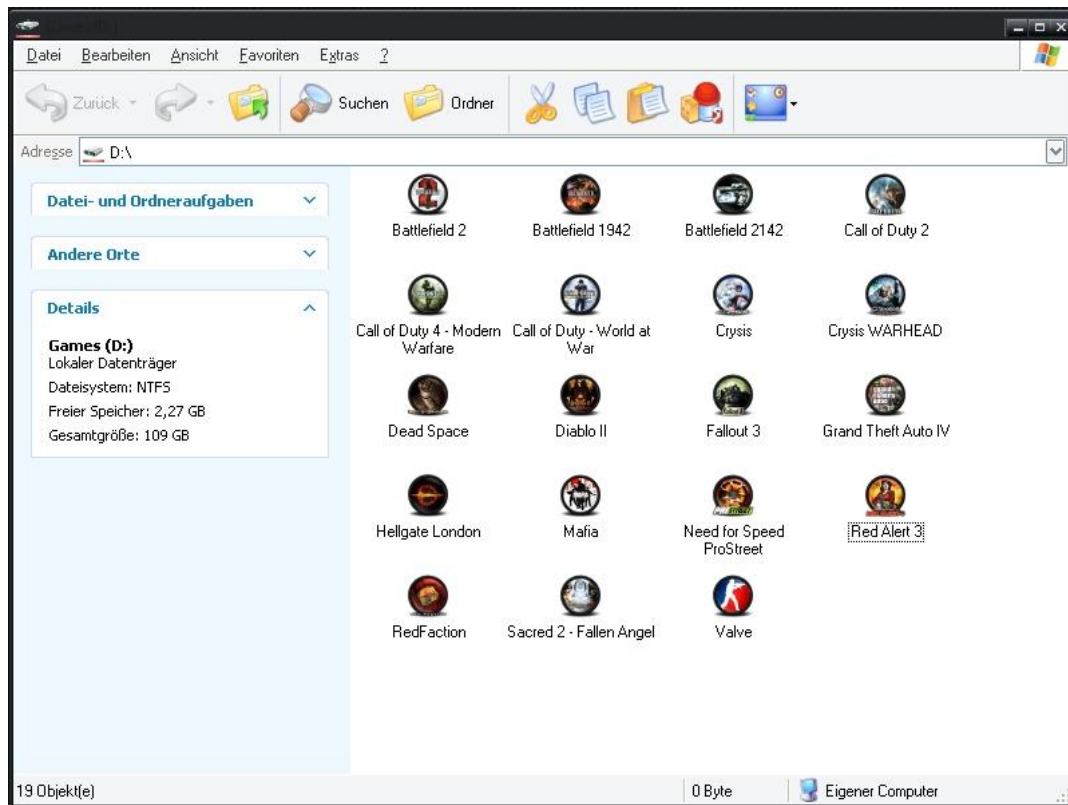 Datei Bearbeiten Ansicht Favoriten Extras ?
Zurück Suchen Ordner
Adresse D:\
Datei- und Ordneraufgaben
Andere Orte
Details
Games (D:)
Lokaler Datenträger
Dateisystem: NTFS
Freier Speicher: 2,27 GB
Gesamtgröße: 109 GB
Battlefield 2 Battlefield 1942 Battlefield 2142 Call of Duty 2
Call of Duty 4 - Modern Call of Duty - World at Crysis Crysis WARHEAD
Warfare War
Dead Space Diablo II Fallout 3 Grand Theft Auto IV
Hellgate London Mafia Need for Speed Red Alert 3
ProStreet
RedFaction Sacred 2 - Fallen Angel Valve
19 Objekt(e) 0 Byte Eigener Computer